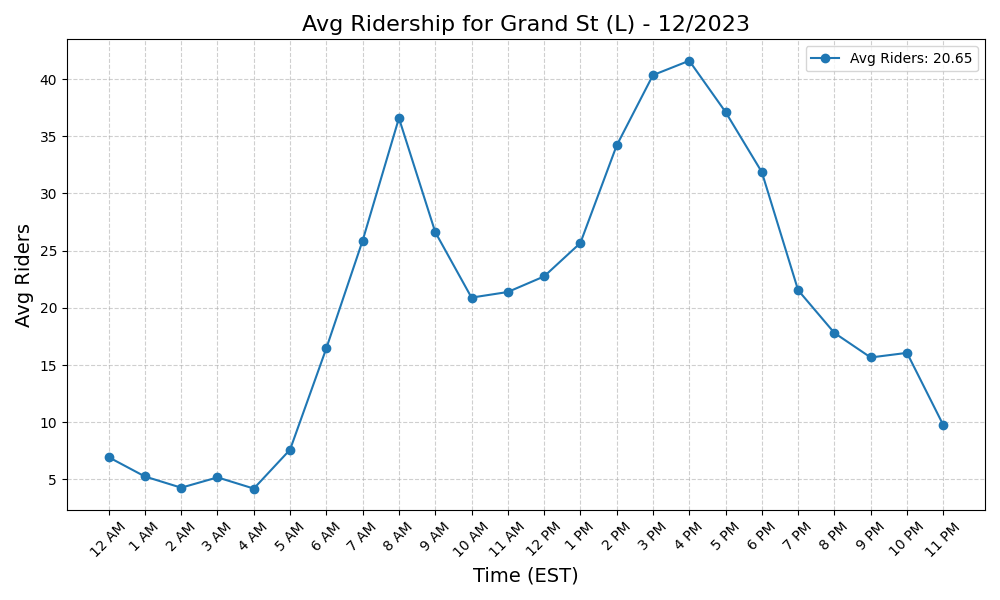 Avg Ridership for Grand St (L) - 12/2023
Avg Riders: 20.65
Avg Riders
40
35
30
25
20
15
10
5
12 AM
1 AM
2 AM
3 AM
4 AM
5 AM
6 AM
7 AM
8 AM
9 AM
10 AM
11 AM
12 PM
1 PM
2 PM
3 PM
4 PM
5 PM
6 PM
7 PM
8 PM
9 PM
10 PM
11 PM
Time (EST)